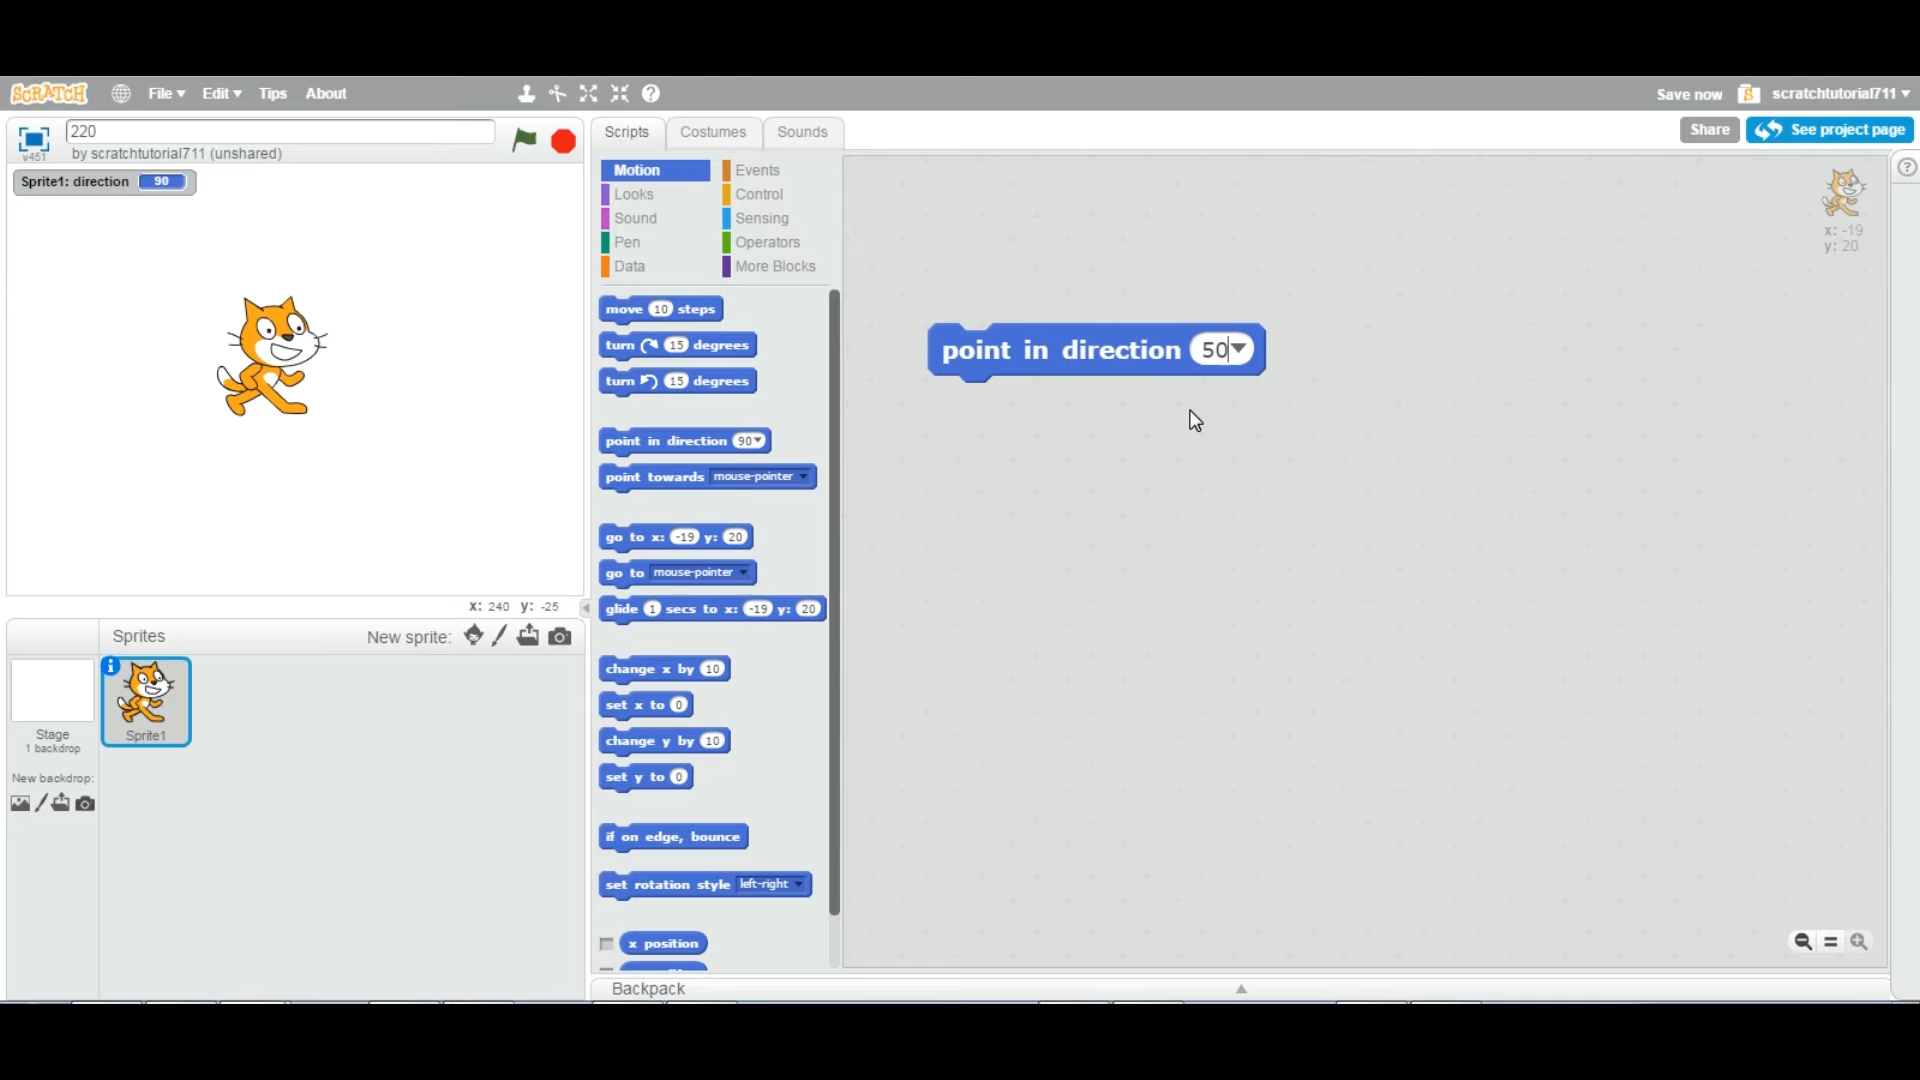 SCRATCH File Edit Tips About Save now scratchtutorial711
220
by scratchtutorial711 (unshared)
v451
Sprite1: direction 90
Scripts Costumes Sounds
Share See project page
Motion Events
Looks Control
Sound Sensing
Pen Operators
Data More Blocks
move 10 steps
turn 15 degrees
turn 15 degrees
point in direction 90
point towards mouse-pointer
go to x: -19 y: 20
go to mouse-pointer
glide 1 secs to x: -19 y: 20
change x by 10
set x to 0
change y by 10
set y to 0
if on edge, bounce
set rotation style left-right
x position
point in direction 50
x: -19
y: 20
x: 240 y: -25
Sprites New sprite:
Stage
1 backdrop
Sprite1
New backdrop:
Backpack